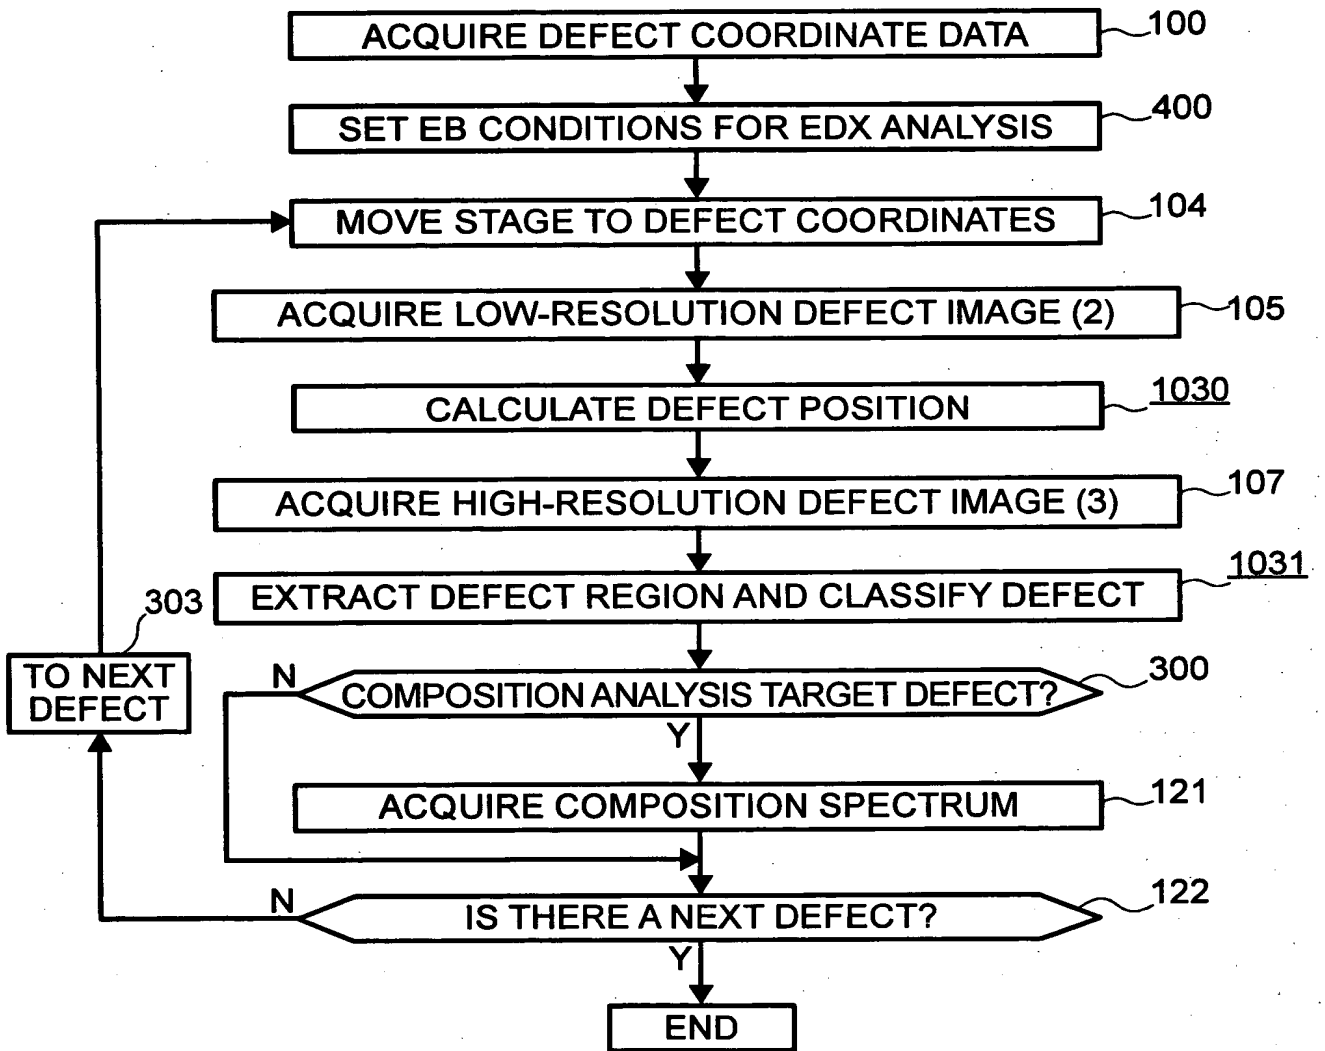 ACQUIRE DEFECT COORDINATE DATA
100
SET EB CONDITIONS FOR EDX ANALYSIS
400
MOVE STAGE TO DEFECT COORDINATES
104
ACQUIRE LOW-RESOLUTION DEFECT IMAGE (2)
105
CALCULATE DEFECT POSITION
1030
ACQUIRE HIGH-RESOLUTION DEFECT IMAGE (3)
107
EXTRACT DEFECT REGION AND CLASSIFY DEFECT
1031
303
TO NEXT
DEFECT
N
COMPOSITION ANALYSIS TARGET DEFECT?
300
Y
ACQUIRE COMPOSITION SPECTRUM
121
N
IS THERE A NEXT DEFECT?
122
Y
END